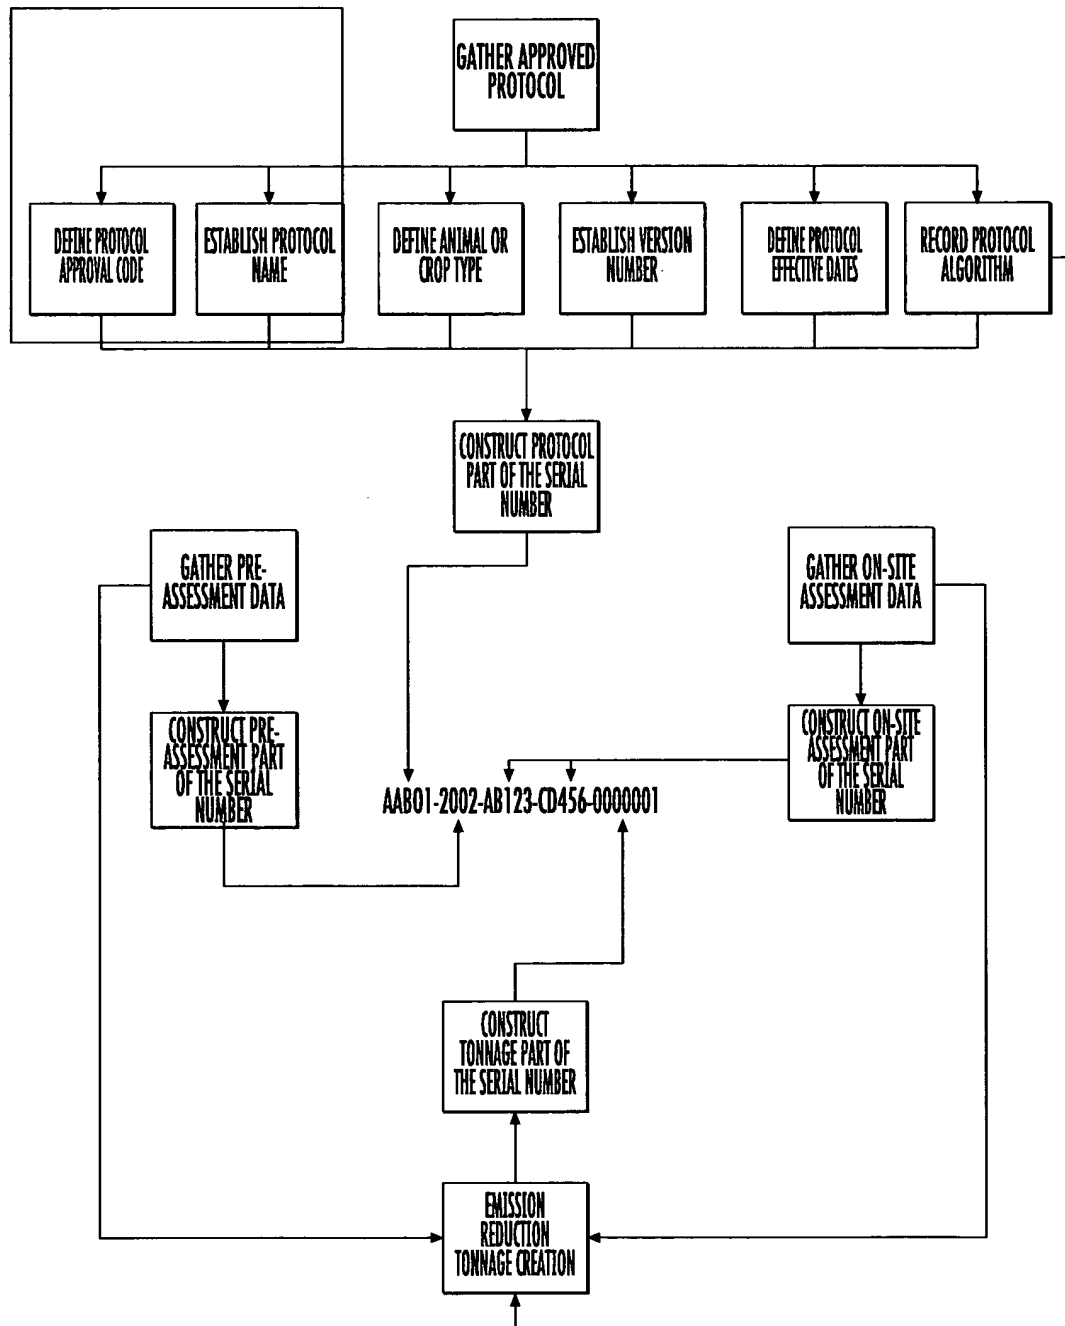 GATHER APPROVED
PROTOCOL
DEFINE PROTOCOL
APPROVAL CODE
ESTABLISH PROTOCOL
NAME
DEFINE ANIMAL OR
CROP TYPE
ESTABLISH VERSION
NUMBER
DEFINE PROTOCOL
EFFECTIVE DATES
RECORD PROTOCOL
ALGORITHM
CONSTRUCT PROTOCOL
PART OF THE SERIAL
NUMBER
GATHER PRE-
ASSESSMENT DATA
GATHER ON-SITE
ASSESSMENT DATA
CONSTRUCT PRE-
ASSESSMENT PART
OF THE SERIAL
NUMBER
CONSTRUCT ON-SITE
ASSESSMENT PART
OF THE SERIAL
NUMBER
AAB01-2002-AB123-CD456-0000001
CONSTRUCT
TONNAGE PART OF
THE SERIAL NUMBER
EMISSION
REDUCTION
TONNAGE CREATION